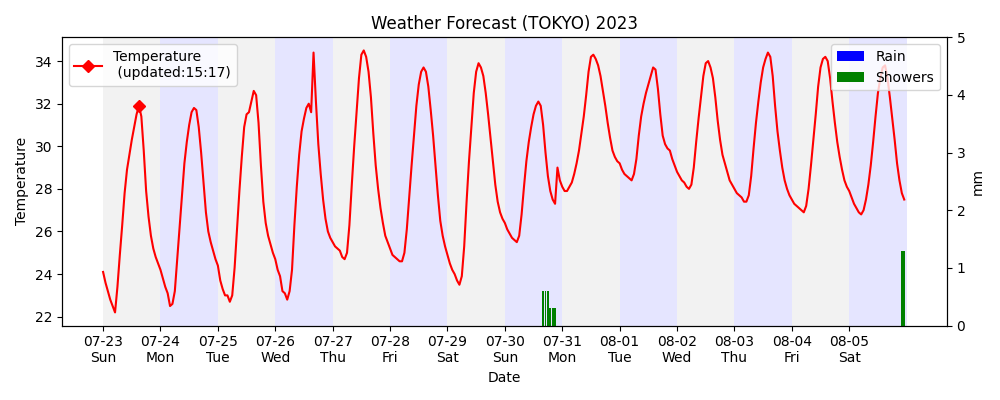 Weather Forecast (TOKYO) 2023
Temperature
(updated:15:17)
Rain
Showers
Temperature
34
32
30
28
26
24
22
5
4
3
2
1
0
mm
07-23 07-24 07-25 07-26 07-27 07-28 07-29 07-30 07-31 08-01 08-02 08-03 08-04 08-05
Sun Mon Tue Wed Thu Fri Sat Sun Mon Tue Wed Thu Fri Sat
Date